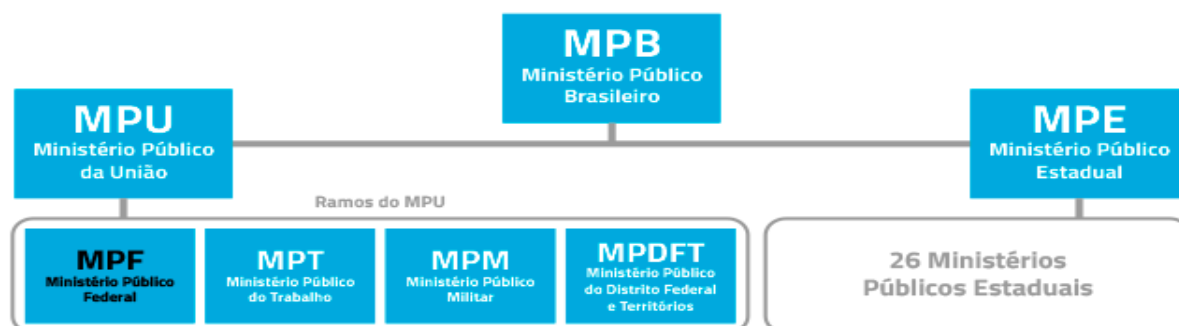 MPB
Ministério Público
Brasileiro
MPU
Ministério Público
da União
MPE
Ministério Público
Estadual
Ramos do MPU
MPF
Ministério Público
Federal
MPT
Ministério Público
do Trabalho
MPM
Ministério Público
Militar
MPDFT
Ministério Público
do Distrito Federal
e Territórios
26 Ministérios
Públicos Estaduais